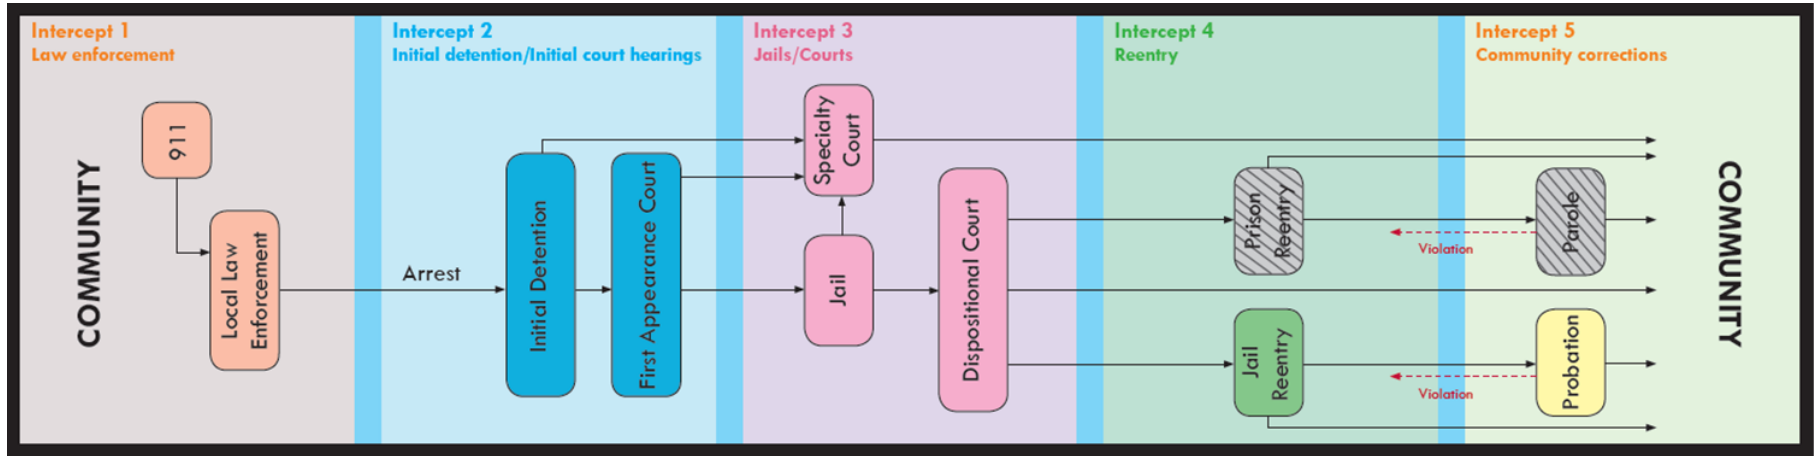 Intercept 1
Law enforcement
COMMUNITY
911
Local Law
Enforcement
Intercept 2
Initial detention/Initial court hearings
Arrest
Initial Detention
First Appearance Court
Intercept 3
Jails/Courts
Specialty
Court
Jail
Dispositional Court
Intercept 4
Reentry
Prison
Reentry
Jail
Reentry
Intercept 5
Community corrections
Violation
Parole
Violation
Probation
COMMUNITY